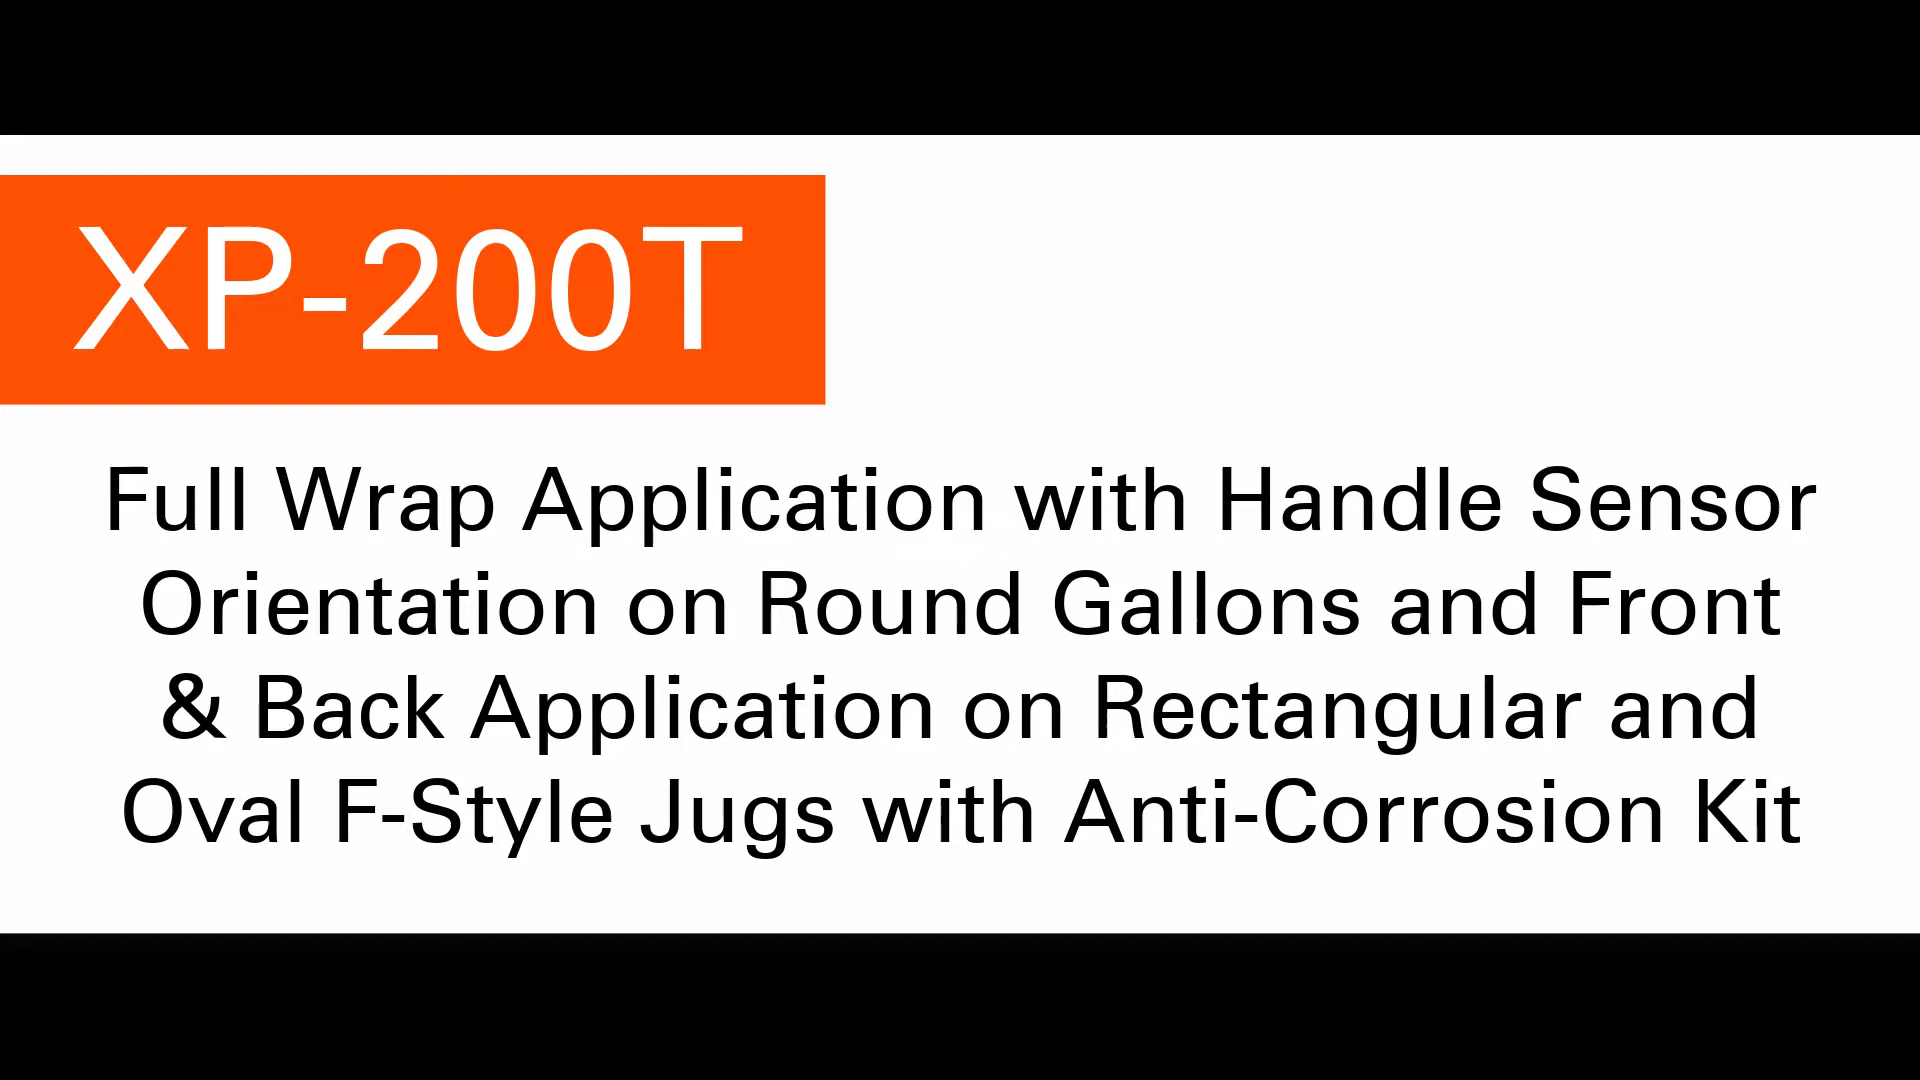 XP-200T
Full Wrap Application with Handle Sensor
Orientation on Round Gallons and Front
& Back Application on Rectangular and
Oval F-Style Jugs with Anti-Corrosion Kit